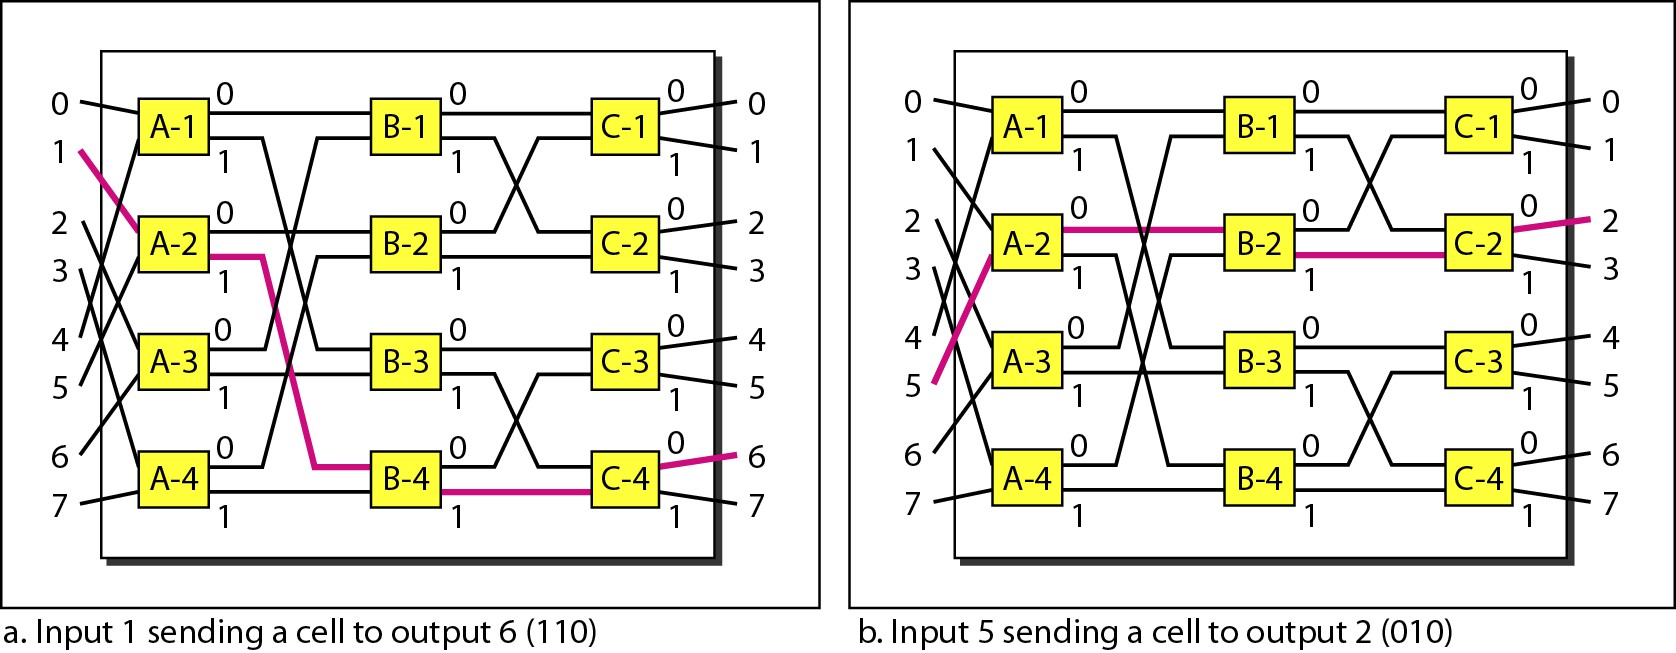 0 A-1 0 B-1 0 C-1 0 0
1 1 1 1 1
2 A-2 0 B-2 0 C-2 0 2
3 1 1 1 3
4 A-3 0 B-3 0 C-3 0 4
5 1 1 1 5
6 A-4 0 B-4 0 C-4 0 6
7 1 1 1 7
a. Input 1 sending a cell to output 6 (110)
0 A-1 0 B-1 0 C-1 0 0
1 1 1 1 1
2 A-2 0 B-2 0 C-2 0 2
3 1 1 1 3
4 A-3 0 B-3 0 C-3 0 4
5 1 1 1 5
6 A-4 0 B-4 0 C-4 0 6
7 1 1 1 7
b. Input 5 sending a cell to output 2 (010)